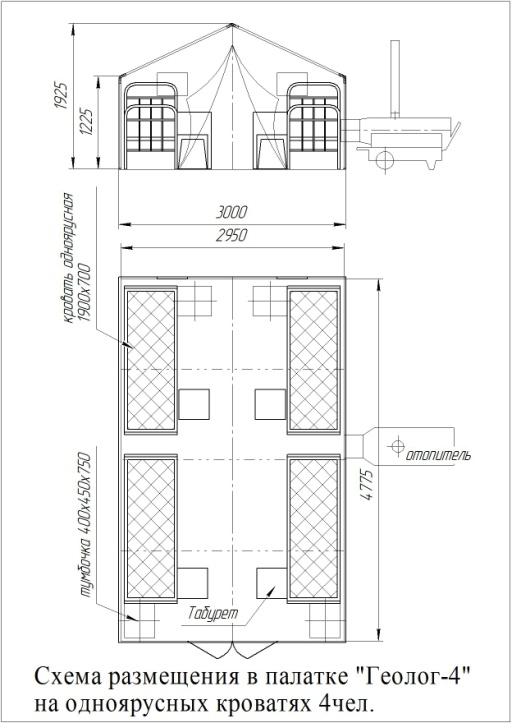 1925
1225
3000
2950
кровать одноярусная
1900х700
отопитель
4775
тумбочка 400х450х750
Табурет
Схема размещения в палатке "Геолог-4"
на одноярусных кроватях 4чел.